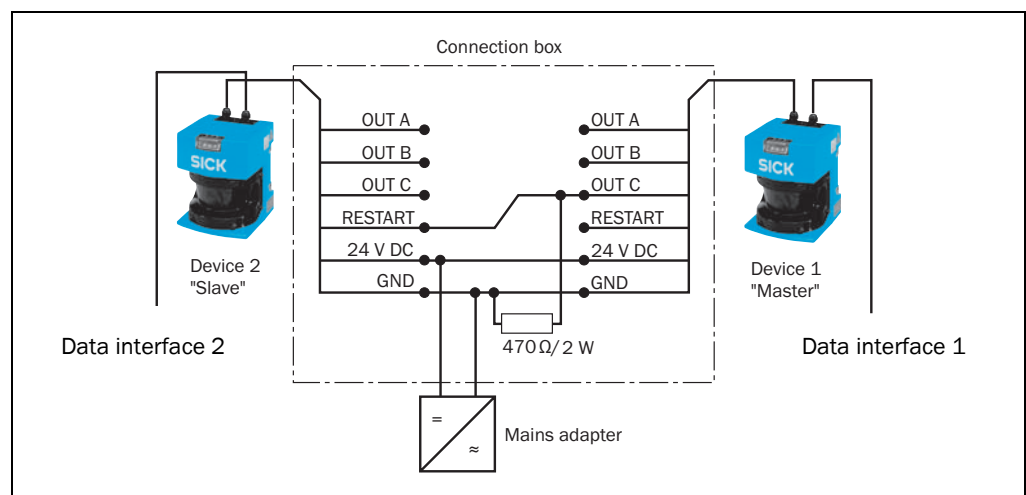 Connection box
OUT A
OUT B
OUT C
RESTART
24 V DC
GND
OUT A
OUT B
OUT C
RESTART
24 V DC
GND
SICK
SICK
Device 2
"Slave"
Device 1
"Master"
Data interface 2
Data interface 1
470 Ω/ 2 W
=
≈
Mains adapter